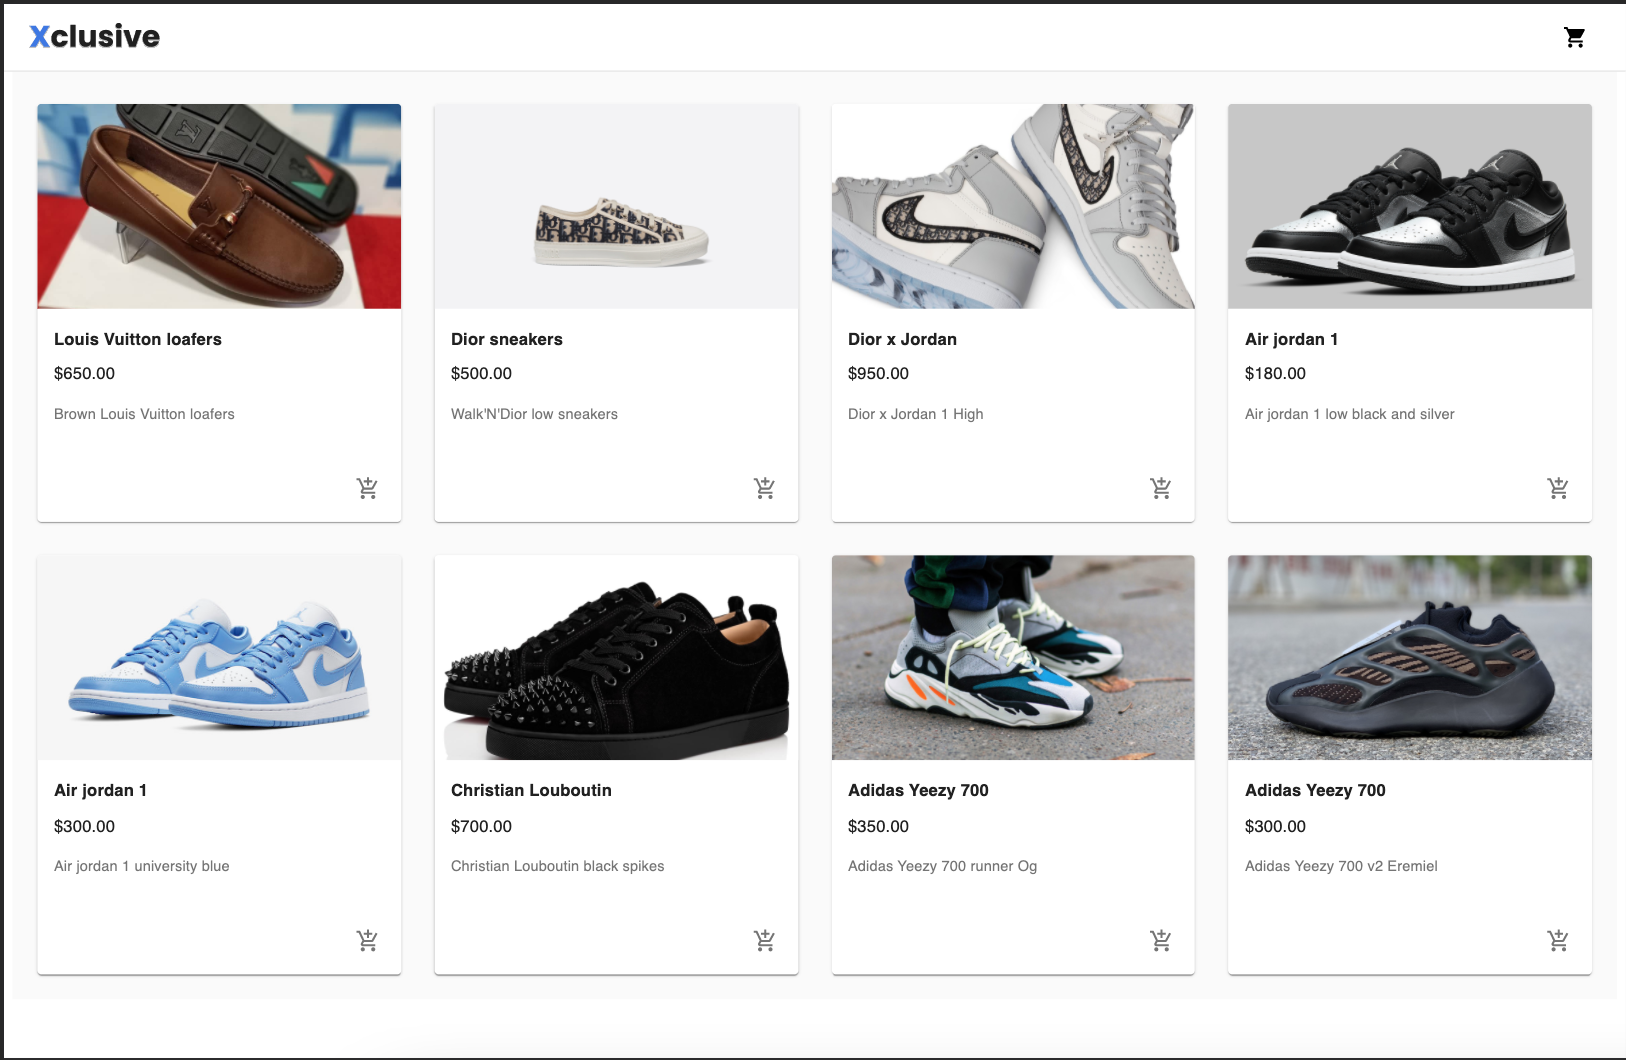 Xclusive
Louis Vuitton loafers
$650.00
Brown Louis Vuitton loafers
Dior sneakers
$500.00
Walk'N'Dior low sneakers
Dior x Jordan
$950.00
Dior x Jordan 1 High
Air jordan 1
$180.00
Air jordan 1 low black and silver
Air jordan 1
$300.00
Air jordan 1 university blue
Christian Louboutin
$700.00
Christian Louboutin black spikes
Adidas Yeezy 700
$350.00
Adidas Yeezy 700 runner Og
Adidas Yeezy 700
$300.00
Adidas Yeezy 700 v2 Eremiel